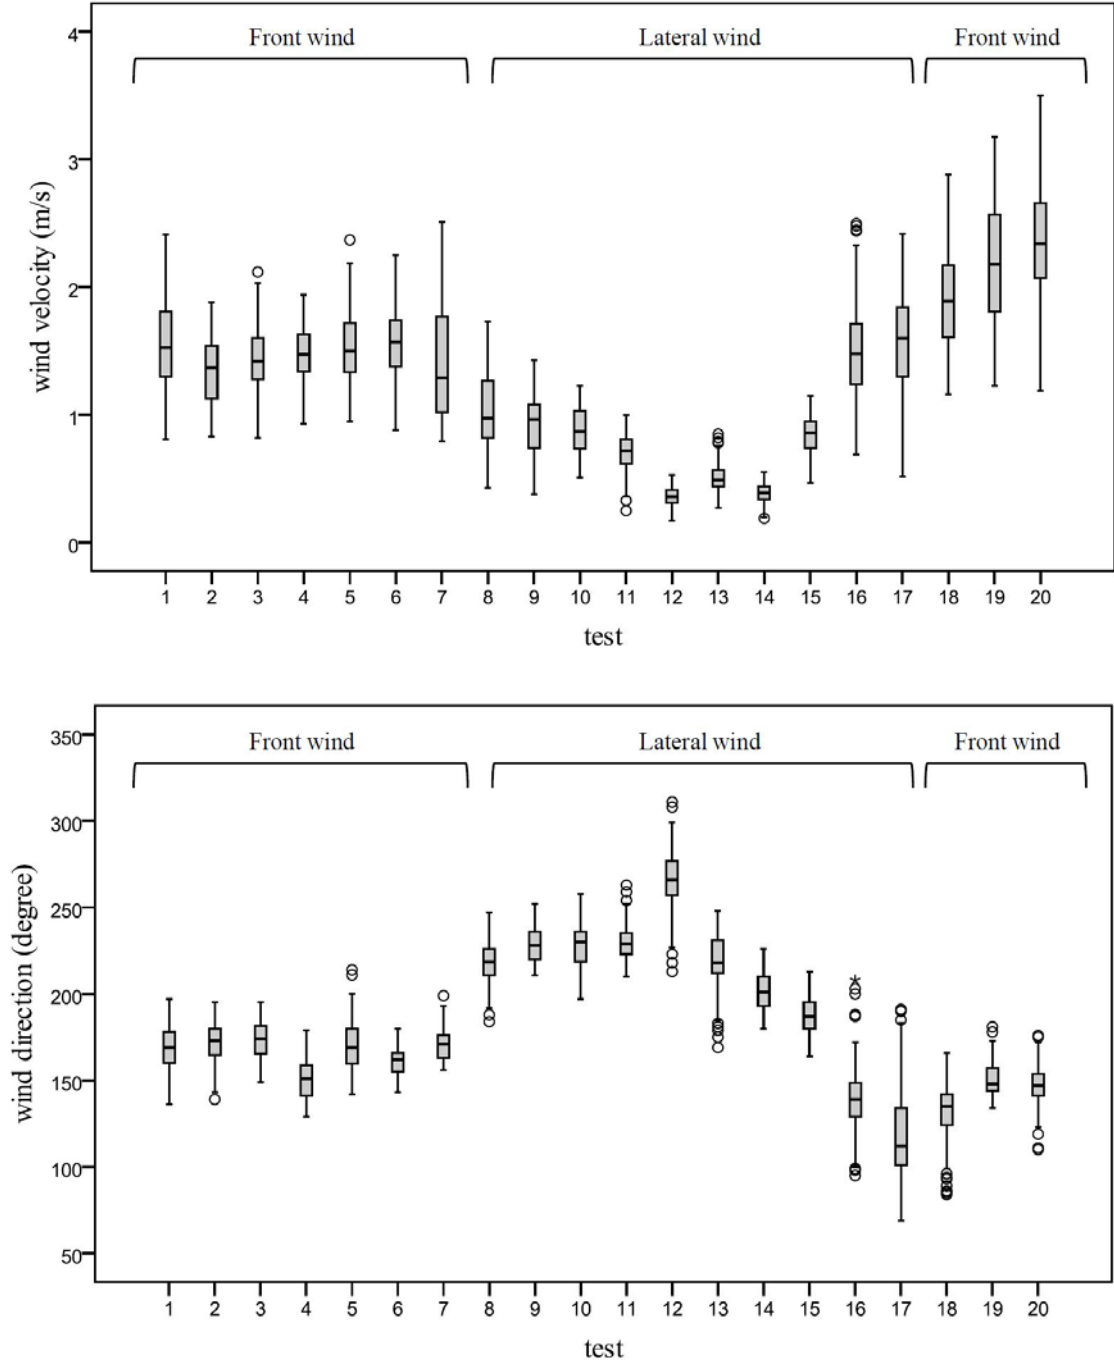 Front wind Lateral wind Front wind
4
3
2
1
0
wind velocity (m/s)
1 2 3 4 5 6 7 8 9 10 11 12 13 14 15 16 17 18 19 20
test
Front wind Lateral wind Front wind
350
300
250
200
150
100
50
wind direction (degree)
1 2 3 4 5 6 7 8 9 10 11 12 13 14 15 16 17 18 19 20
test